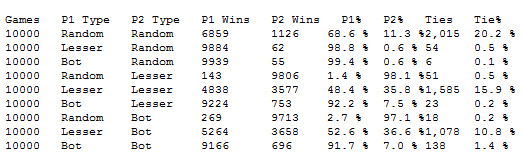 Games P1 Type P2 Type P1 Wins P2 Wins P1% P2% Ties Tie%
10000 Random Random 6859 1126 68.6 % 11.3 %2,015 20.2 %
10000 Lesser Random 9884 62 98.8 % 0.6 % 54 0.5 %
10000 Bot Random 9939 55 99.4 % 0.6 % 6 0.1 %
10000 Random Lesser 143 9806 1.4 % 98.1 %51 0.5 %
10000 Lesser Lesser 4838 3577 48.4 % 35.8 %1,585 15.9 %
10000 Bot Lesser 9224 753 92.2 % 7.5 % 23 0.2 %
10000 Random Bot 269 9713 2.7 % 97.1 %18 0.2 %
10000 Lesser Bot 5264 3658 52.6 % 36.6 %1,078 10.8 %
10000 Bot Bot 9166 696 91.7 % 7.0 % 138 1.4 %